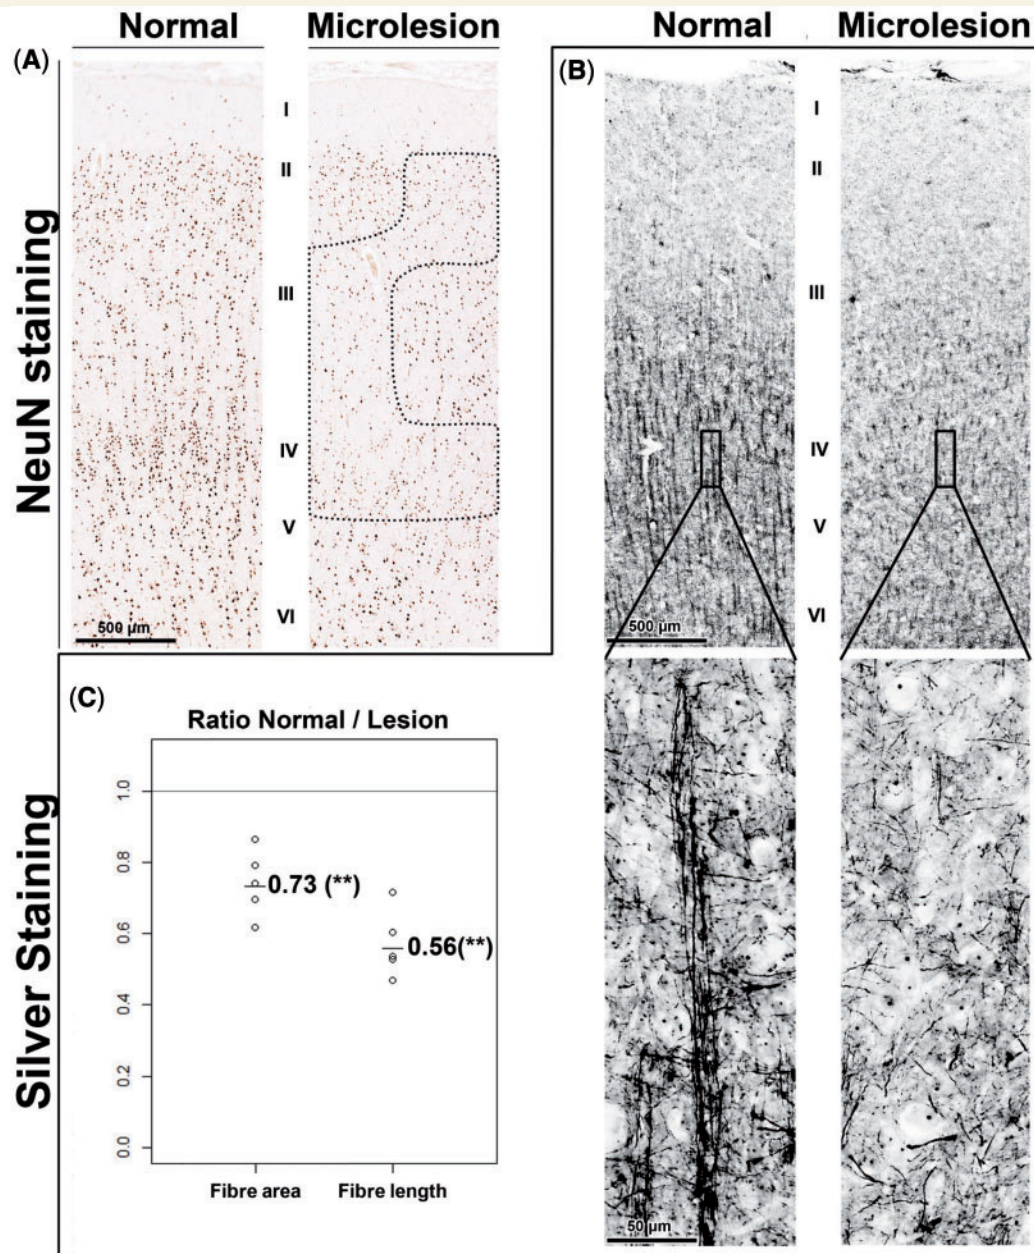 Normal Microlesion Normal Microlesion
(A)
NeuN staining
I
II
III
IV
V
VI
500 µm
(B)
I
II
III
IV
V
VI
500 µm
50 µm
Silver Staining
(C)
Ratio Normal / Lesion
1.0
0.8
0.6
0.4
0.2
0.0
0.73 (**)
0.56(**)
Fibre area Fibre length